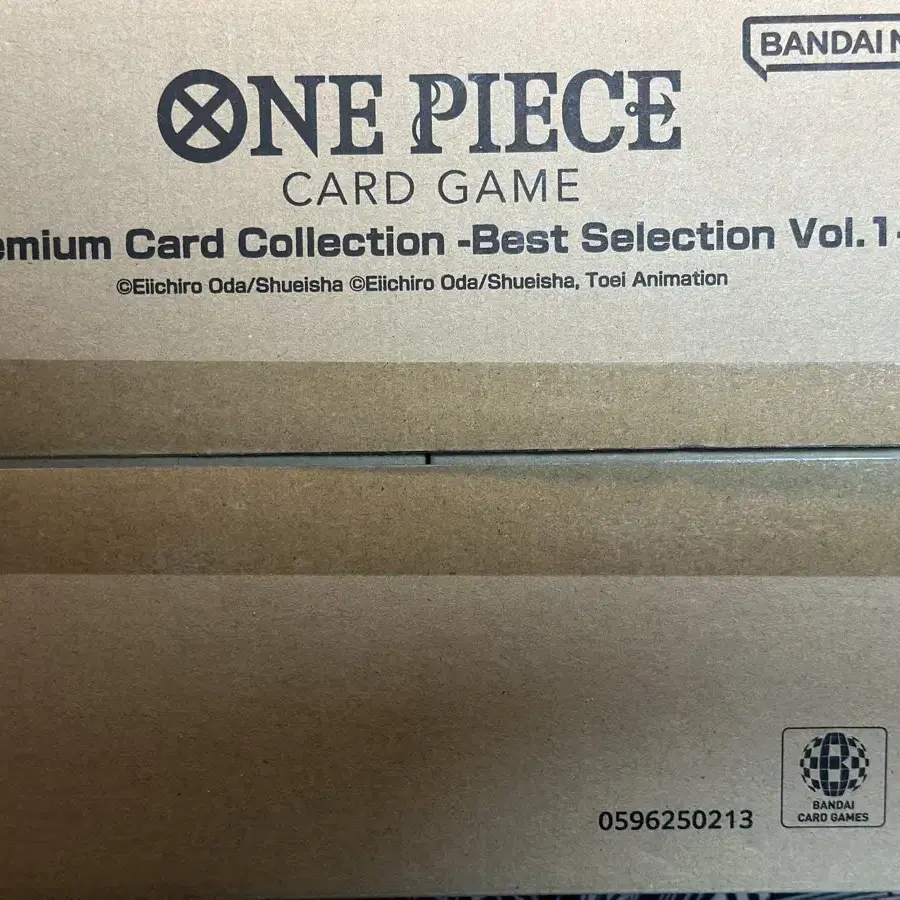 BANDAI N
ONE PIECE
CARD GAME
emium Card Collection -Best Selection Vol.1-
©Eiichiro Oda/Shueisha ©Eiichiro Oda/Shueisha, Toei Animation
0596250213
B
BANDAI
CARD GAMES